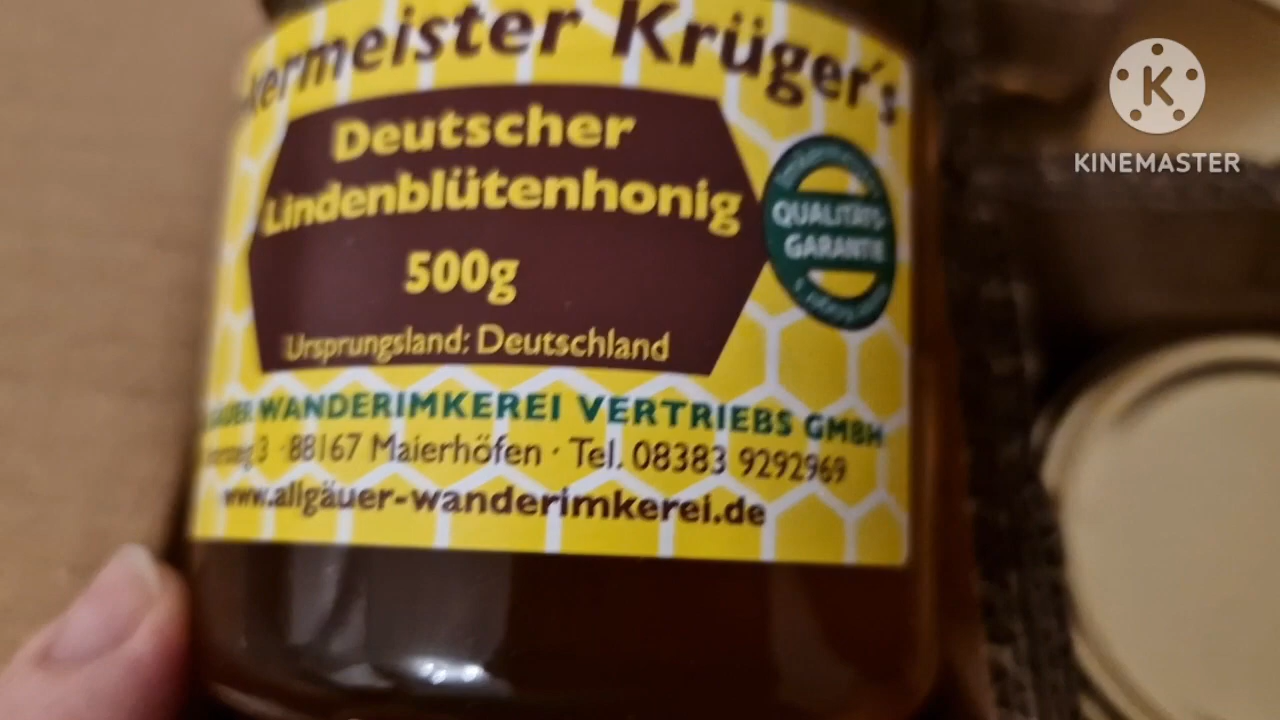 Krüger's
Deutscher
Lindenblütenhonig
500g
QUALITÄTS-
GARANTIE
Ursprungsland: Deutschland
WANDERIMKEREI VERTRIEBS GMBH
3 · 88167 Maierhöfen · Tel. 08383 9292969
www.allgäuer-wanderimkerei.de
K
KINEMASTER